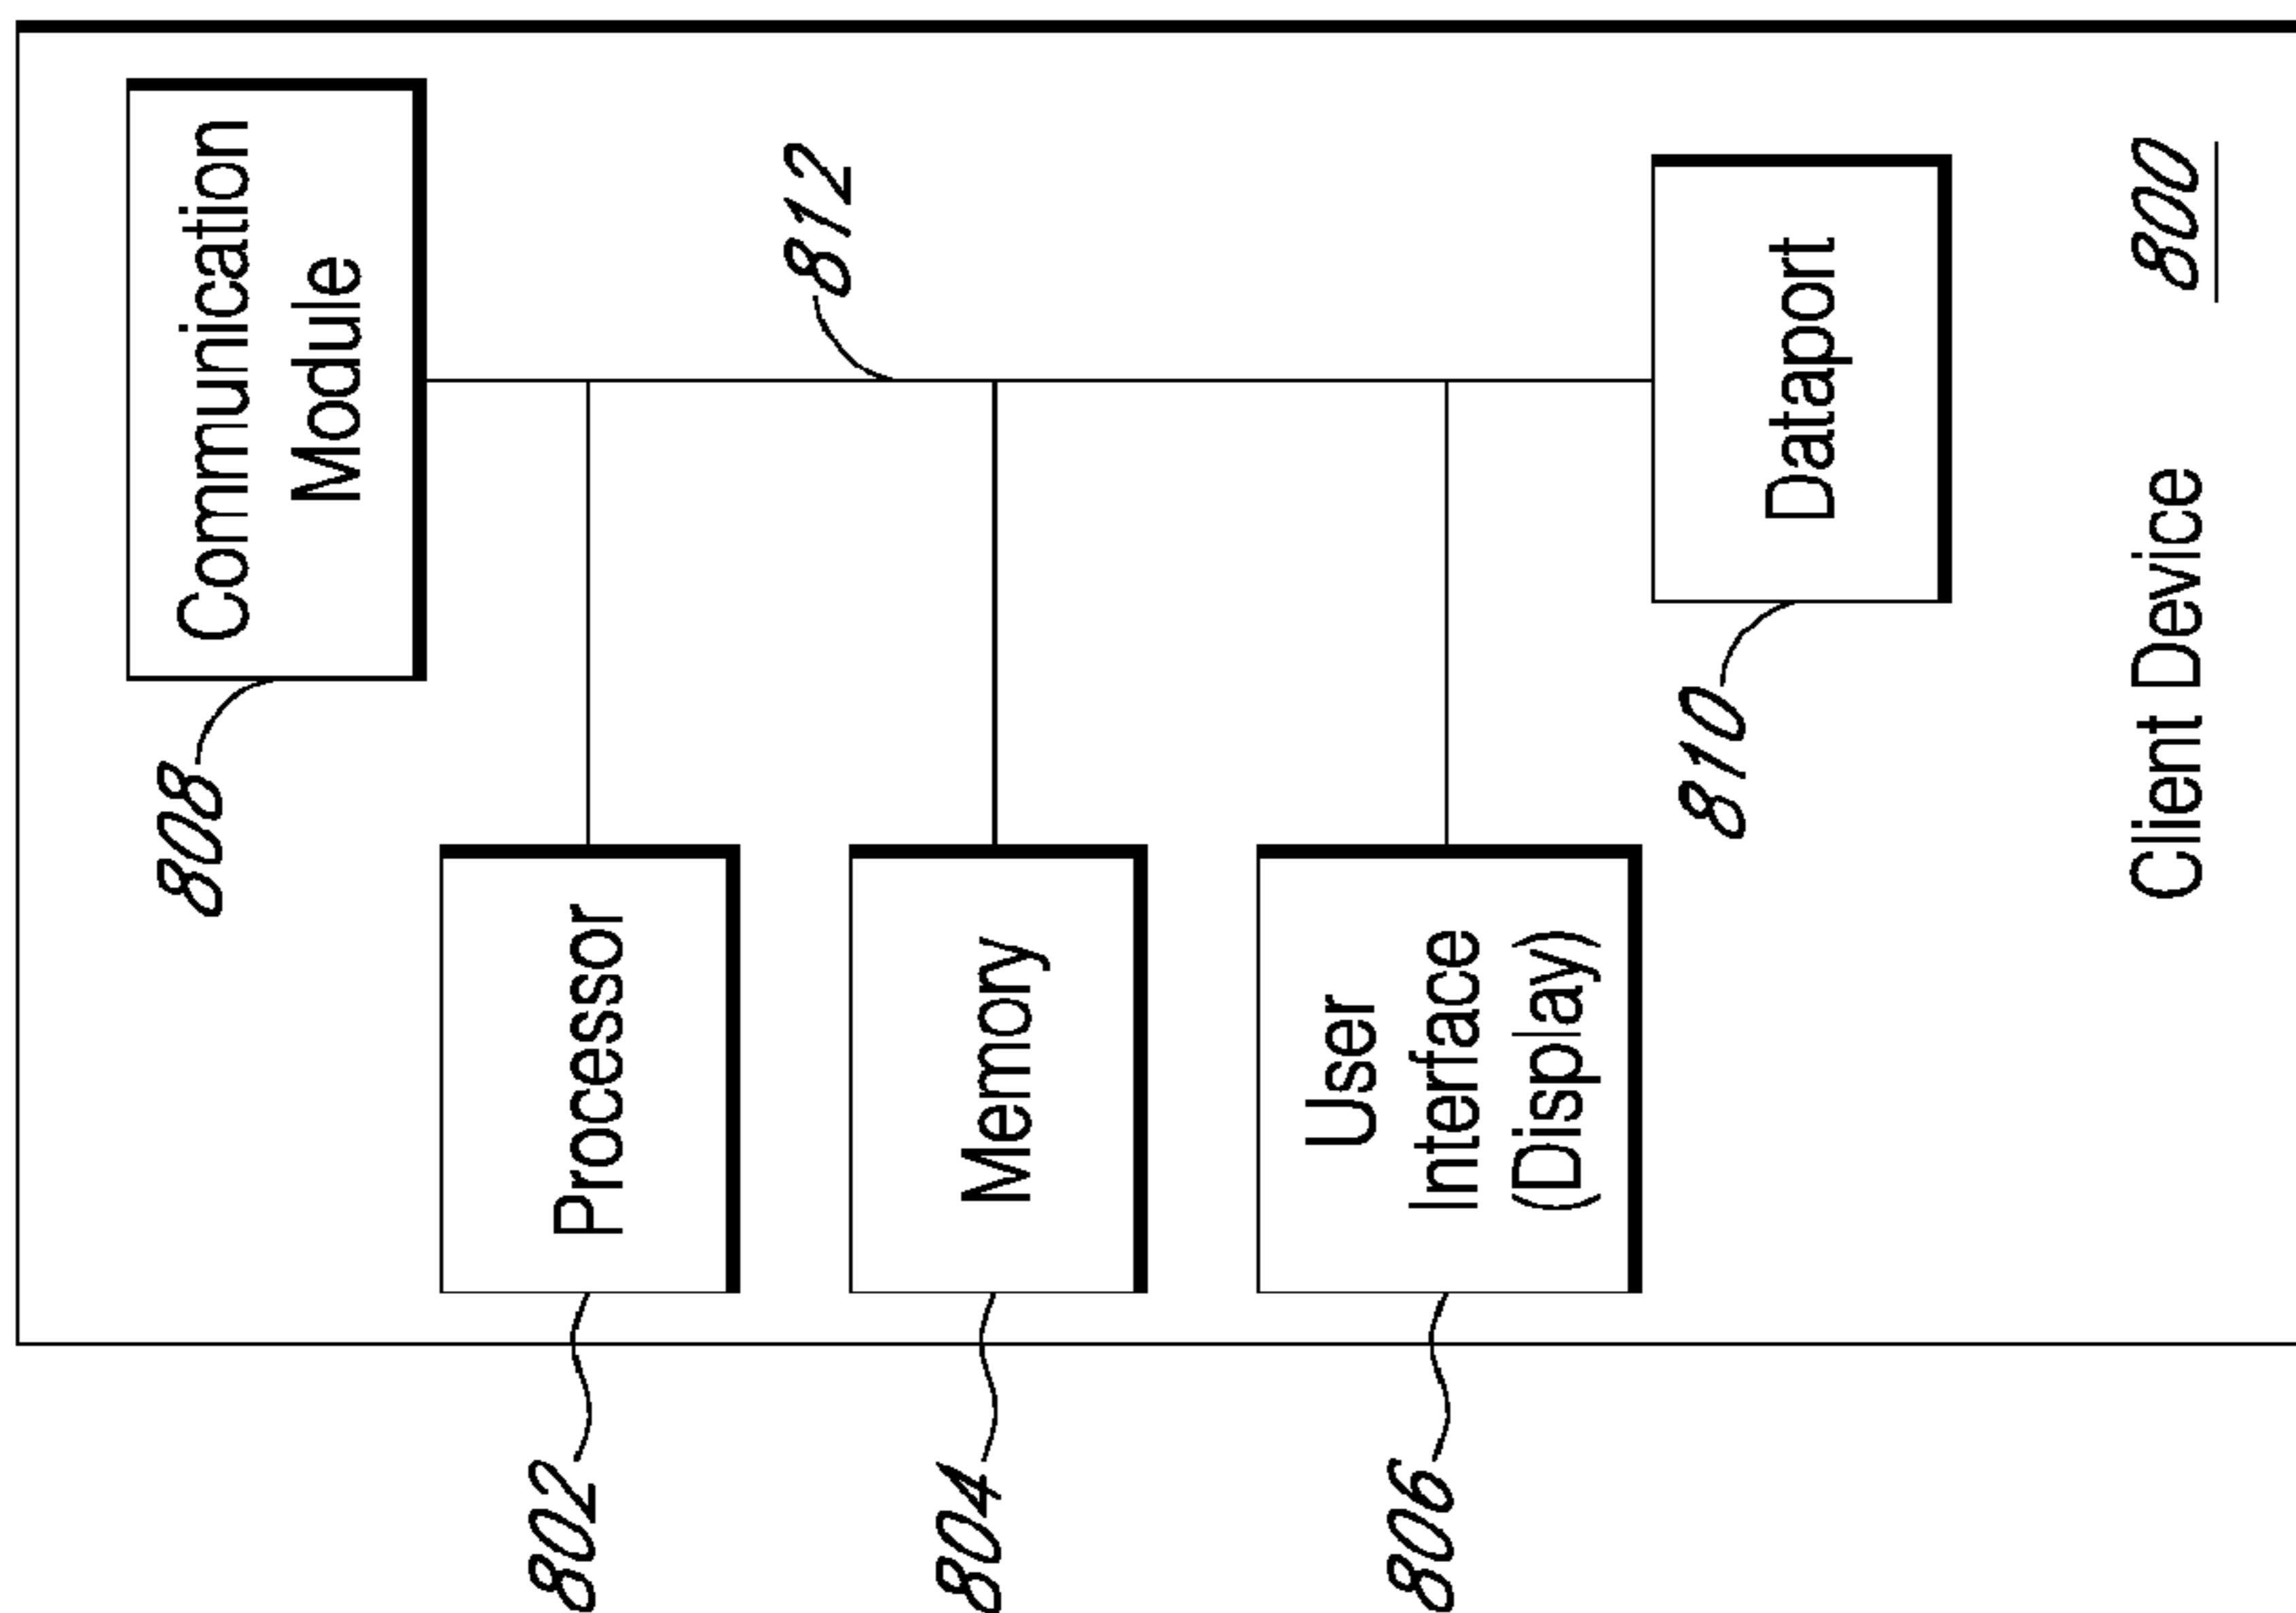 Communication
Module
808
812
Processor
802
Memory
804
User
Interface
(Display)
806
Dataport
810
Client Device
800